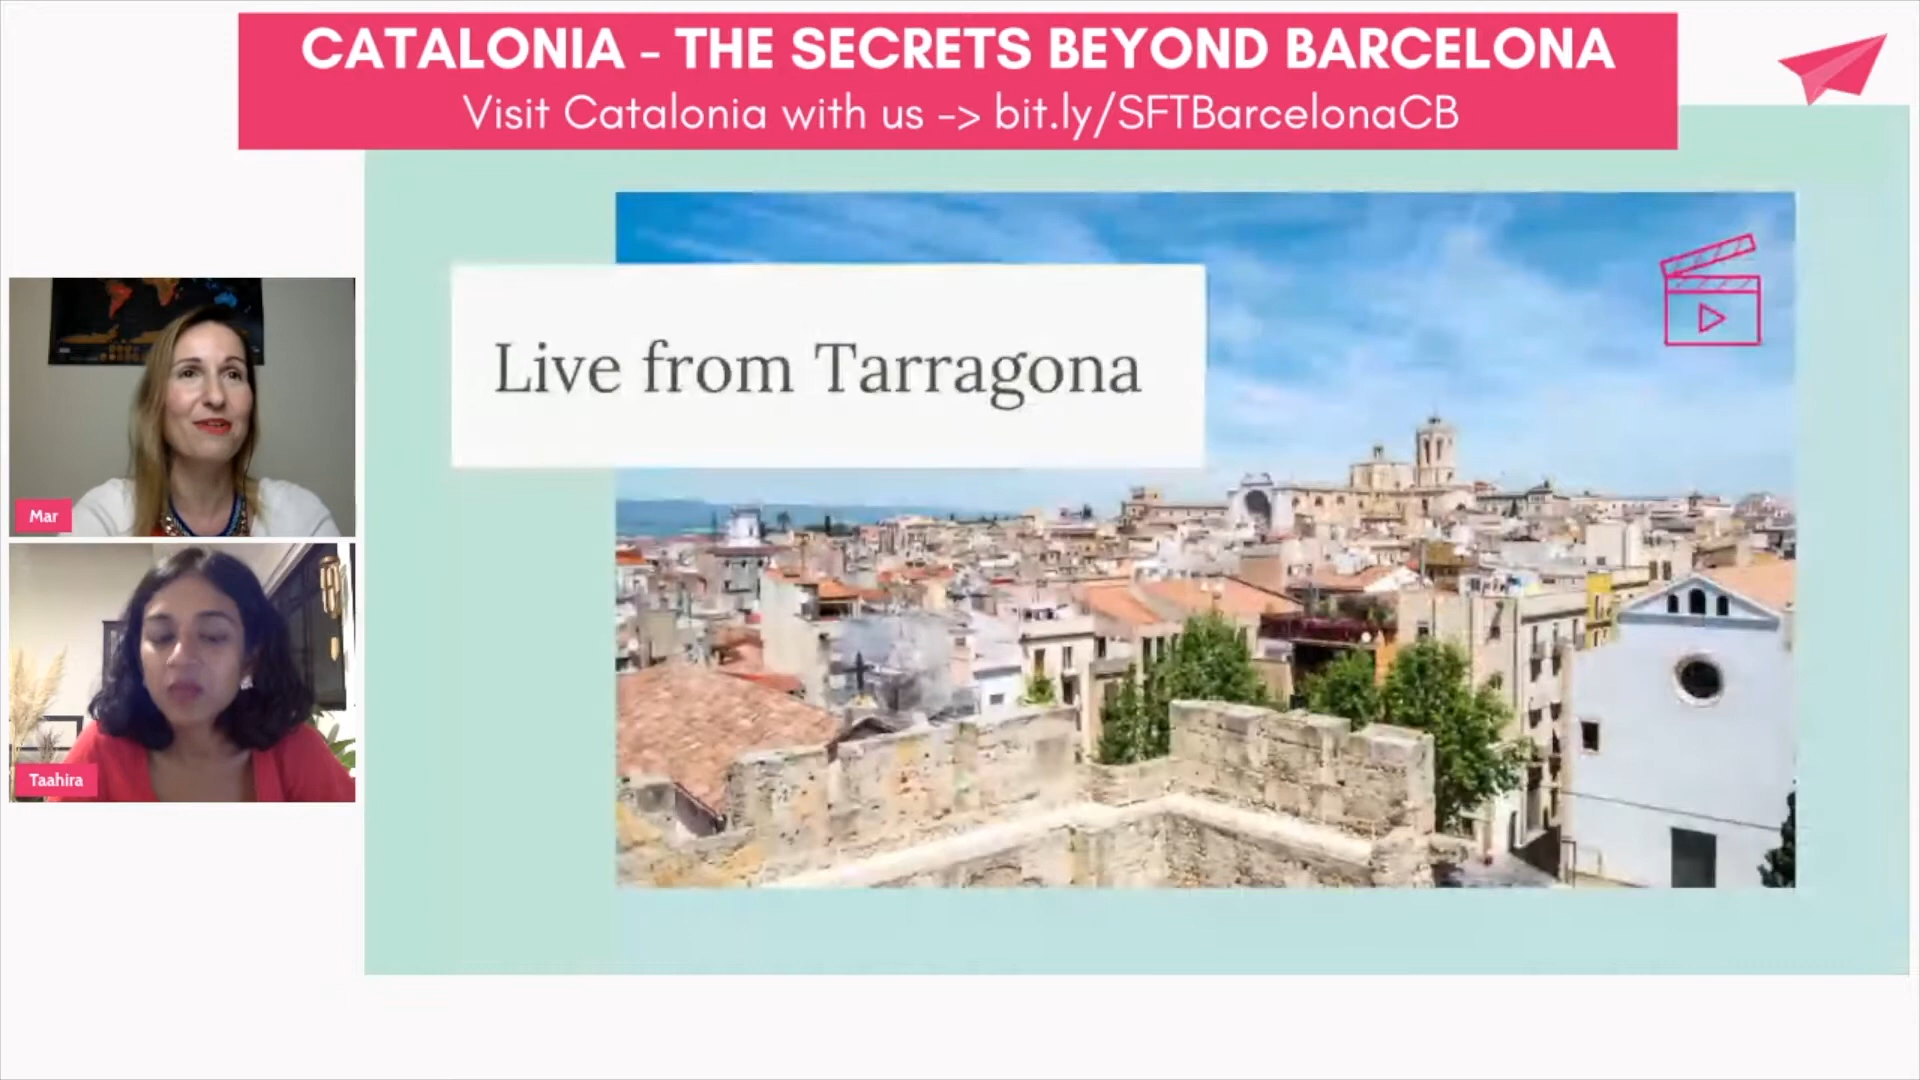 CATALONIA - THE SECRETS BEYOND BARCELONA
Visit Catalonia with us -> bit.ly/SFTBarcelonaCB
Live from Tarragona
Mar
Taahira